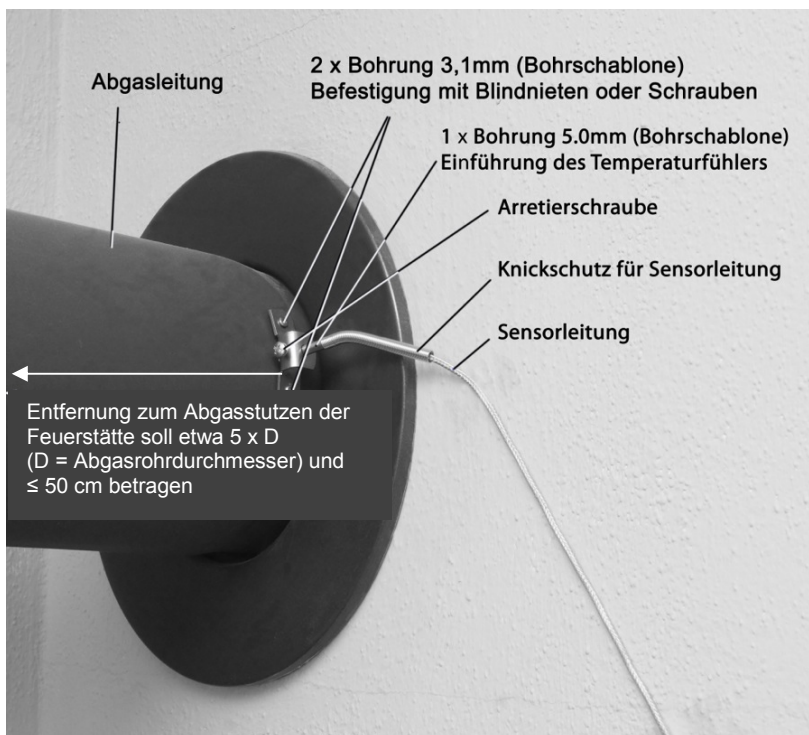 Abgasleitung
2 x Bohrung 3,1mm (Bohrschablone)
Befestigung mit Blindnieten oder Schrauben
1 x Bohrung 5.0mm (Bohrschablone)
Einführung des Temperaturfühlers
Arretierschraube
Knickschutz für Sensorleitung
Sensorleitung
Entfernung zum Abgasstutzen der
Feuerstätte soll etwa 5 x D
(D = Abgasrohrdurchmesser) und
≤ 50 cm betragen